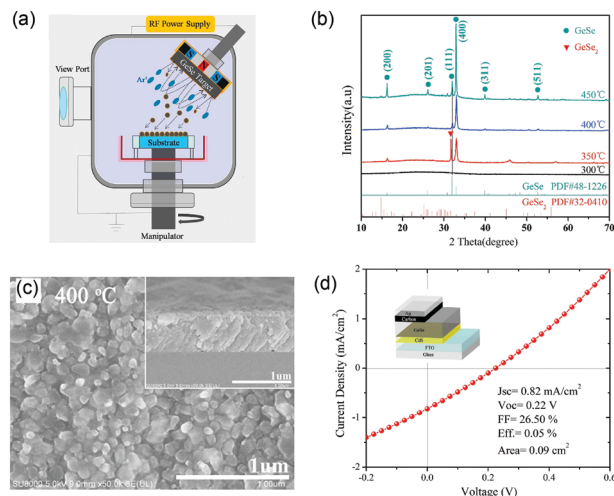 (a)
RF Power Supply
View Port
Ar+
GeSe Target
S
N
S
Substrate
Manipulator
(b)
GeSe
GeSe2
(200)
(201)
(111)
(400)
(311)
(511)
450℃
400℃
350℃
300℃
GeSe PDF#48-1226
GeSe2 PDF#32-0410
Intensity(a.u)
10 20 30 40 50 60 70
2 Theta(degree)
(c)
400 °C
1um
1um
(d)
Ag
Carbon
GeSe
CdS
FTO
Glass
Jsc= 0.82 mA/cm2
Voc= 0.22 V
FF= 26.50 %
Eff.= 0.05 %
Area= 0.09 cm2
Current Density (mA/cm2)
2
1
0
-1
-2
-0.2 0.0 0.2 0.4 0.6
Voltage (V)